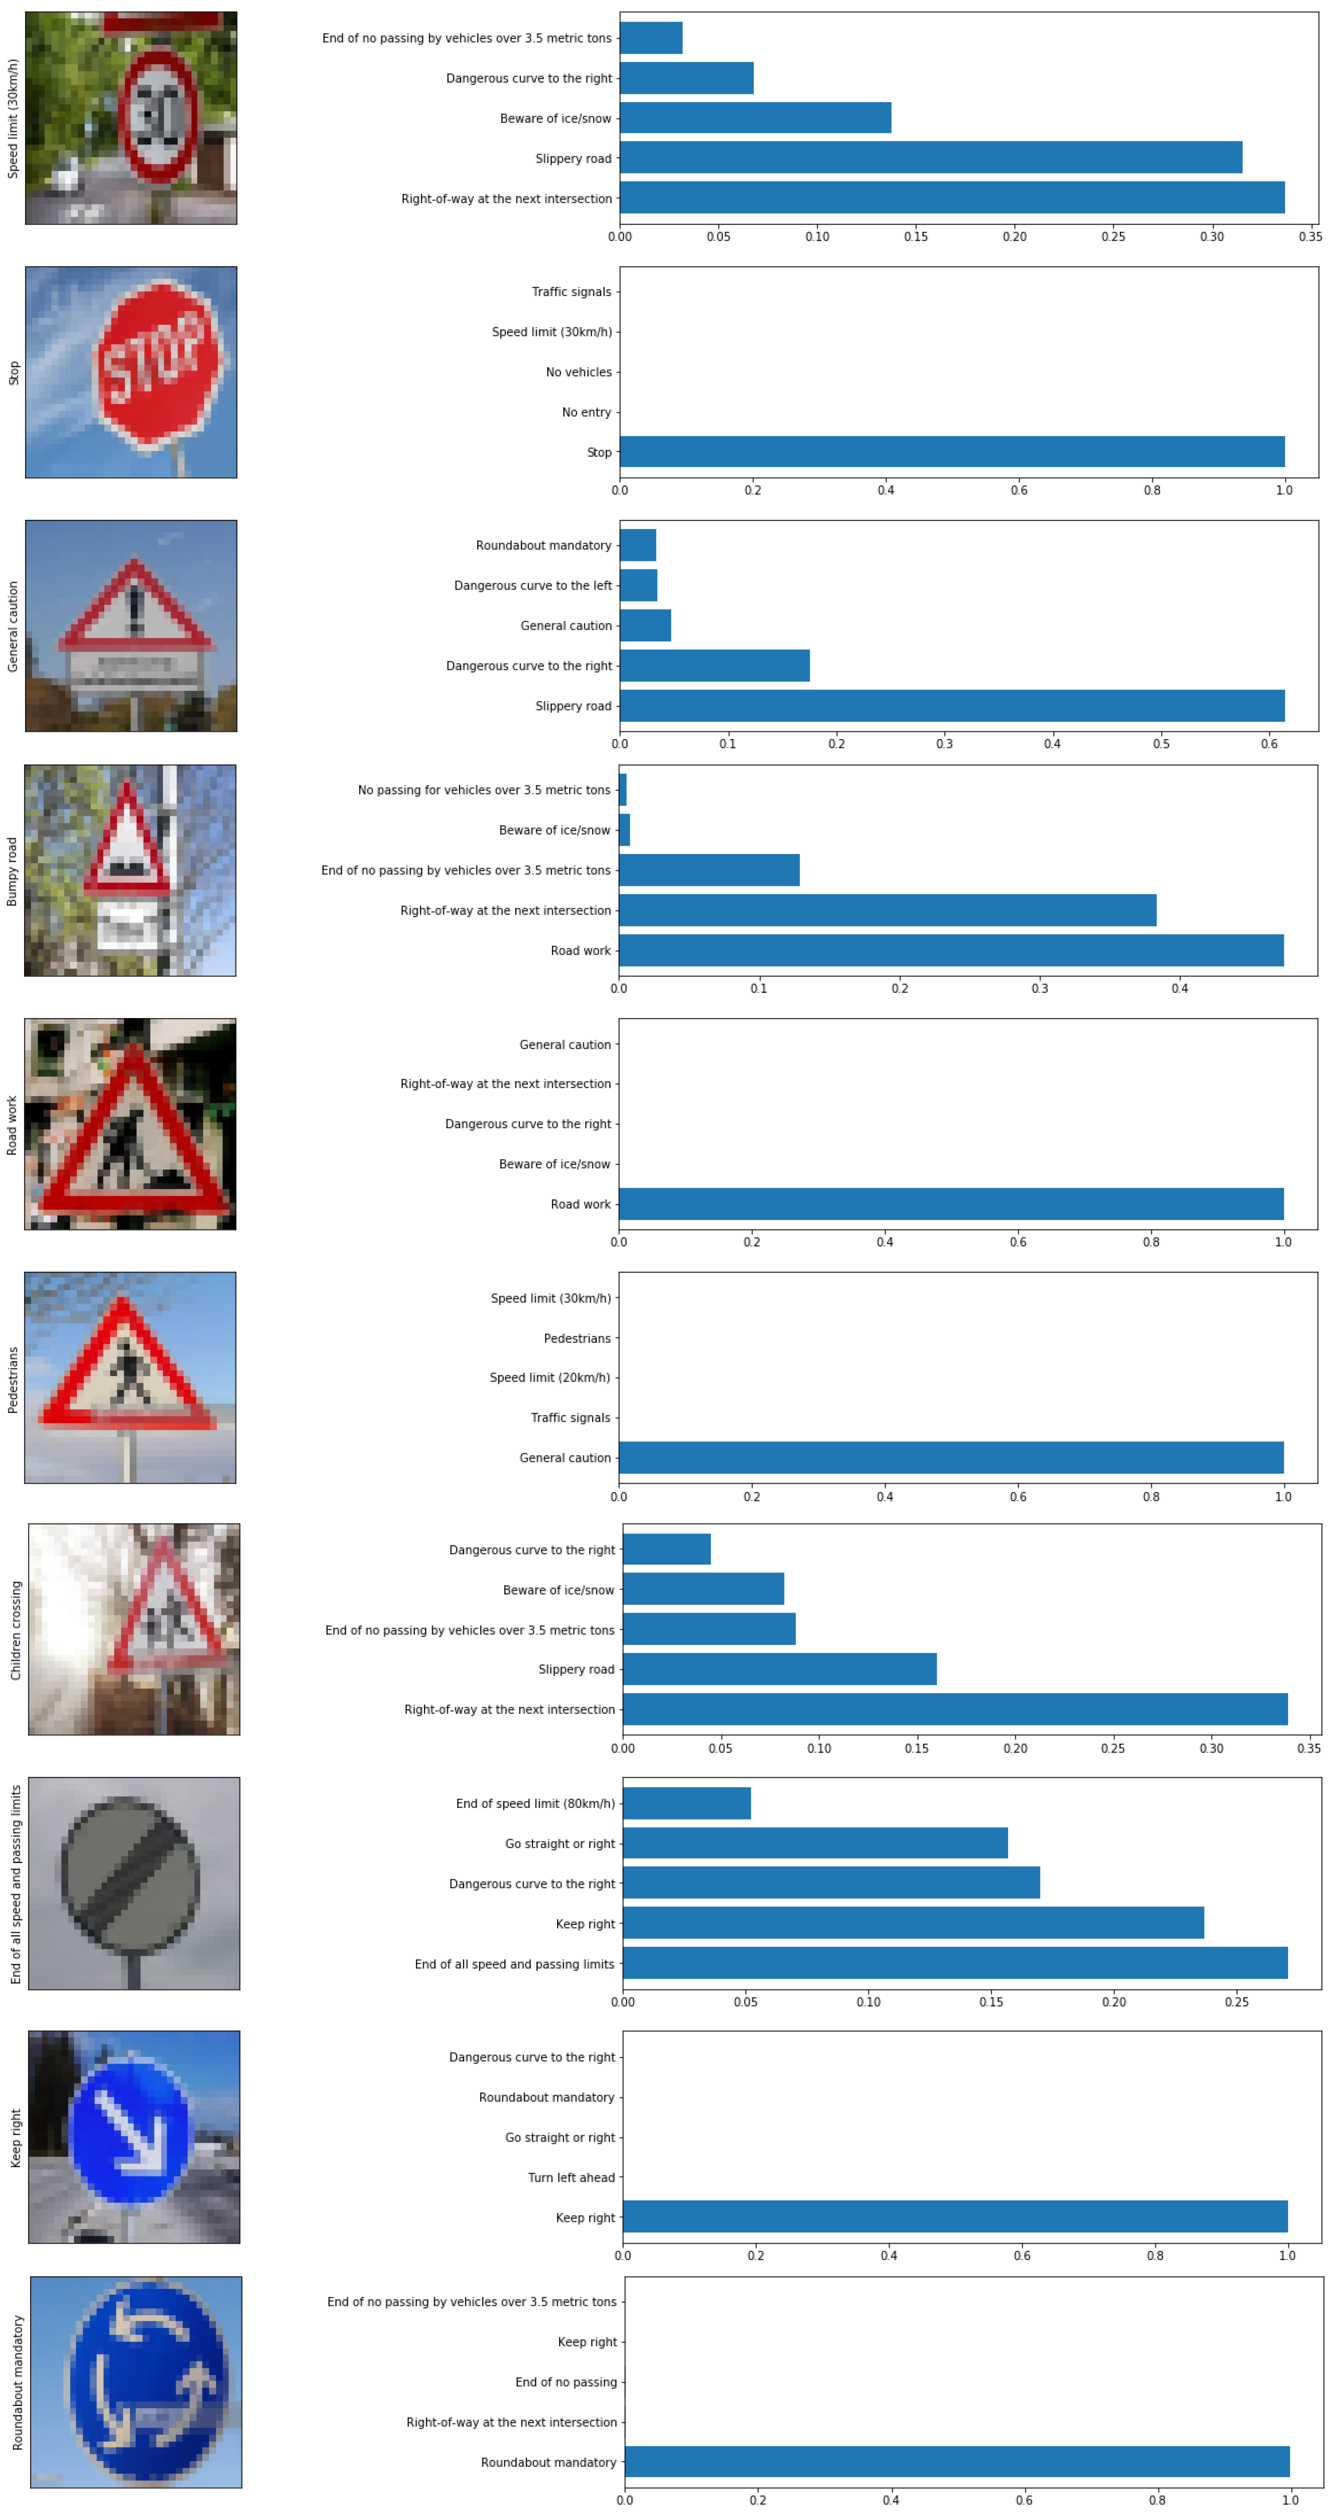 Speed limit (30km/h)
End of no passing by vehicles over 3.5 metric tons
Dangerous curve to the right
Beware of ice/snow
Slippery road
Right-of-way at the next intersection
0.00 0.05 0.10 0.15 0.20 0.25 0.30 0.35
Stop
STOP
Traffic signals
Speed limit (30km/h)
No vehicles
No entry
Stop
0.0 0.2 0.4 0.6 0.8 1.0
General caution
Roundabout mandatory
Dangerous curve to the left
General caution
Dangerous curve to the right
Slippery road
0.0 0.1 0.2 0.3 0.4 0.5 0.6
Bumpy road
No passing for vehicles over 3.5 metric tons
Beware of ice/snow
End of no passing by vehicles over 3.5 metric tons
Right-of-way at the next intersection
Road work
0.0 0.1 0.2 0.3 0.4
Road work
General caution
Right-of-way at the next intersection
Dangerous curve to the right
Beware of ice/snow
Road work
0.0 0.2 0.4 0.6 0.8 1.0
Pedestrians
Speed limit (30km/h)
Pedestrians
Speed limit (20km/h)
Traffic signals
General caution
0.0 0.2 0.4 0.6 0.8 1.0
Children crossing
Dangerous curve to the right
Beware of ice/snow
End of no passing by vehicles over 3.5 metric tons
Slippery road
Right-of-way at the next intersection
0.00 0.05 0.10 0.15 0.20 0.25 0.30 0.35
End of all speed and passing limits
End of speed limit (80km/h)
Go straight or right
Dangerous curve to the right
Keep right
End of all speed and passing limits
0.00 0.05 0.10 0.15 0.20 0.25
Keep right
Dangerous curve to the right
Roundabout mandatory
Go straight or right
Turn left ahead
Keep right
0.0 0.2 0.4 0.6 0.8 1.0
Roundabout mandatory
End of no passing by vehicles over 3.5 metric tons
Keep right
End of no passing
Right-of-way at the next intersection
Roundabout mandatory
0.0 0.2 0.4 0.6 0.8 1.0